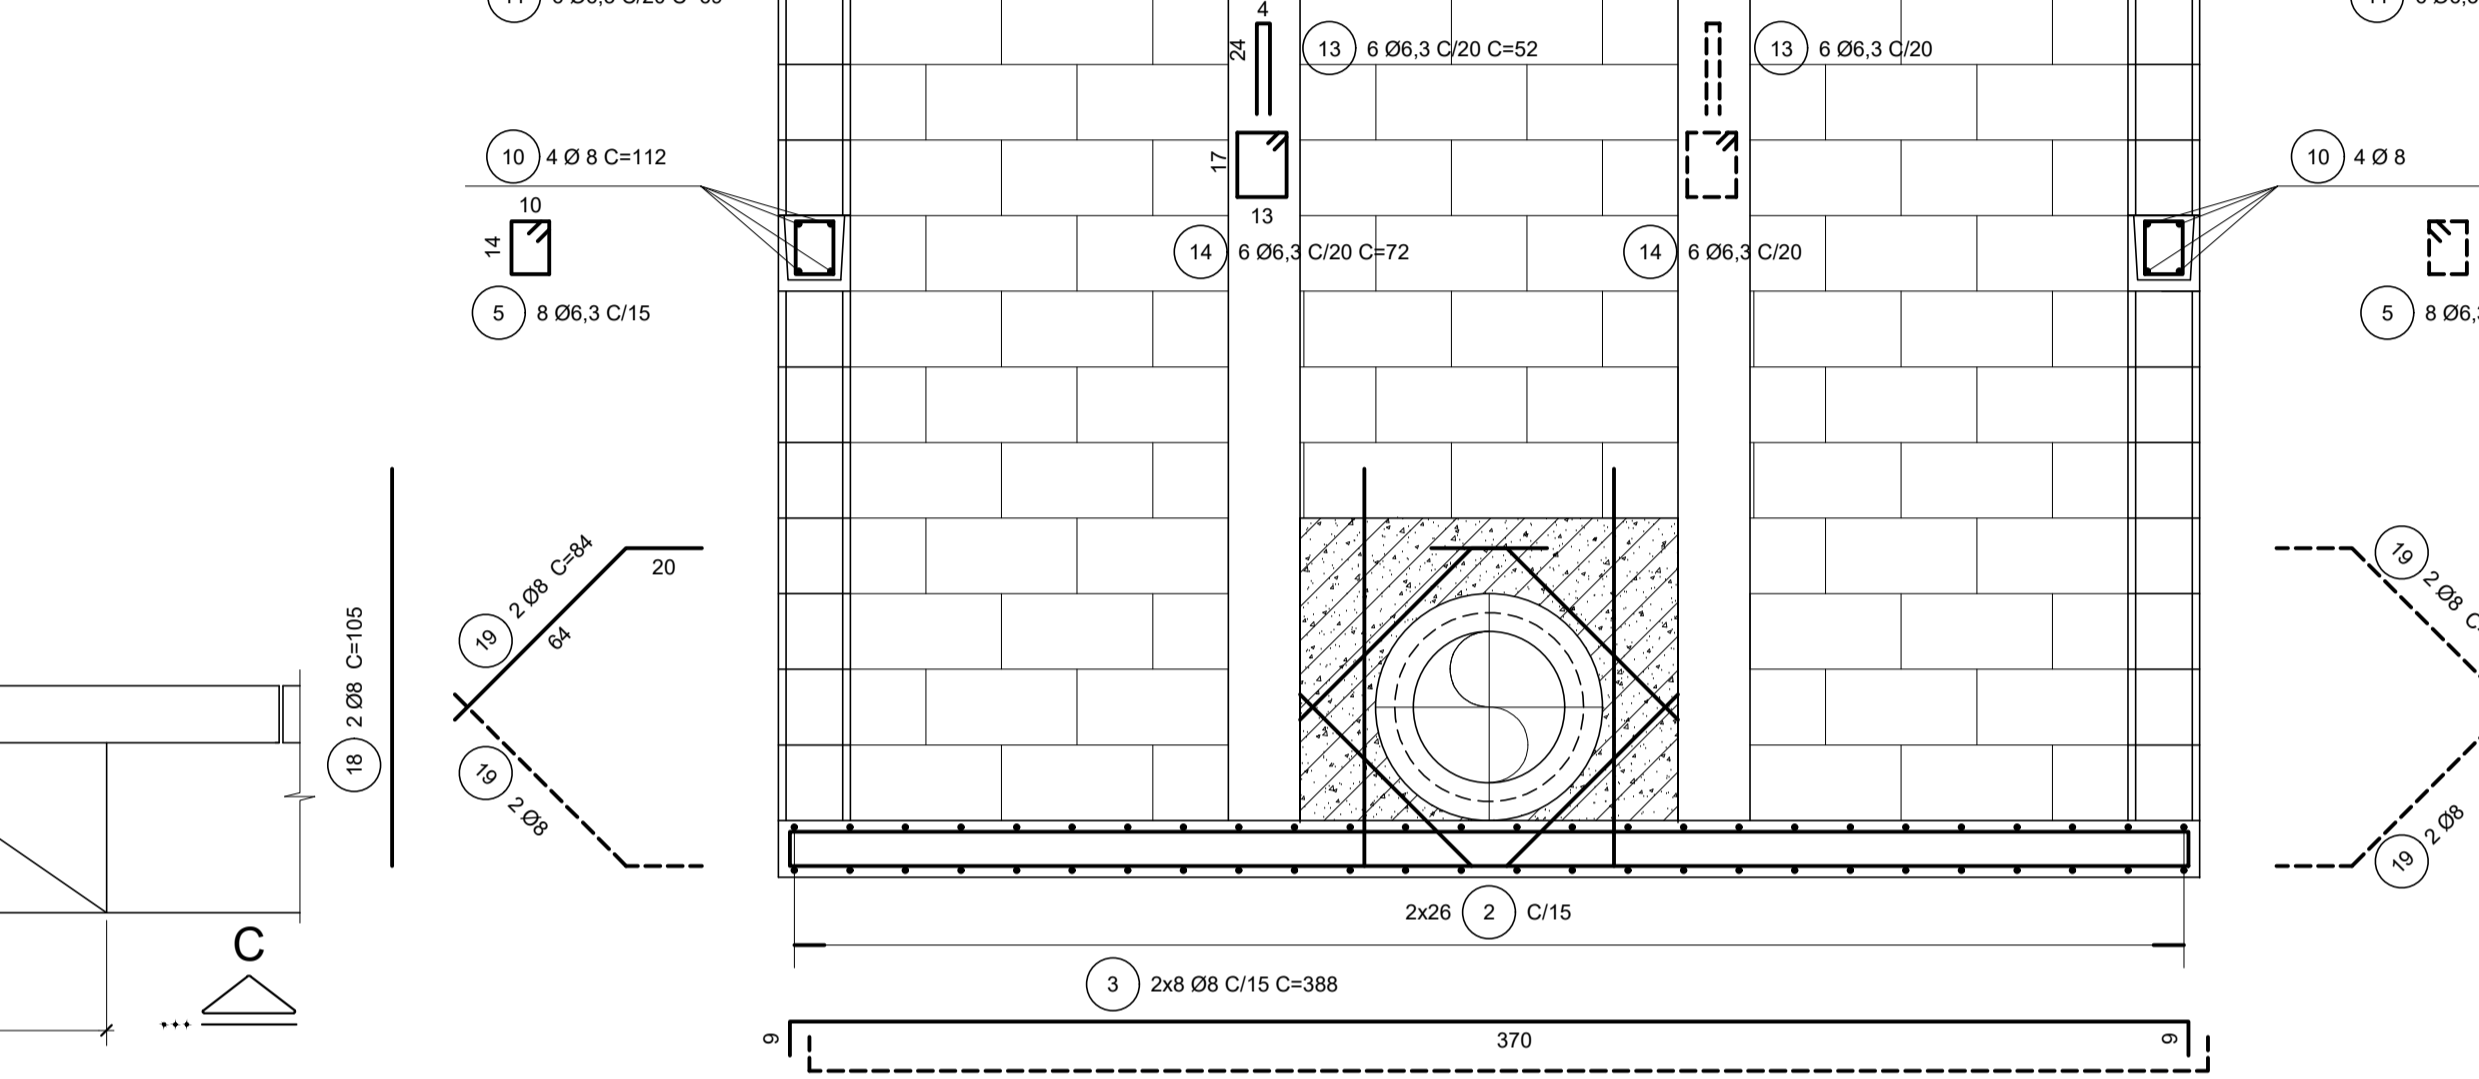 4
24
13 6 Ø6,3 C/20 C=52
13 6 Ø6,3 C/20
10 4 Ø 8 C=112
10 4 Ø 8
17
13
10
14
14 6 Ø6,3 C/20 C=72
14 6 Ø6,3 C/20
5 8 Ø6,3 C/15
5 8 Ø6,
18 2 Ø8 C=105
19 2 Ø8 C=84
20
64
19 2 Ø8
19 2 Ø8
19 2 Ø8
2x26 2 C/15
C
3 2x8 Ø8 C/15 C=388
9
370
9